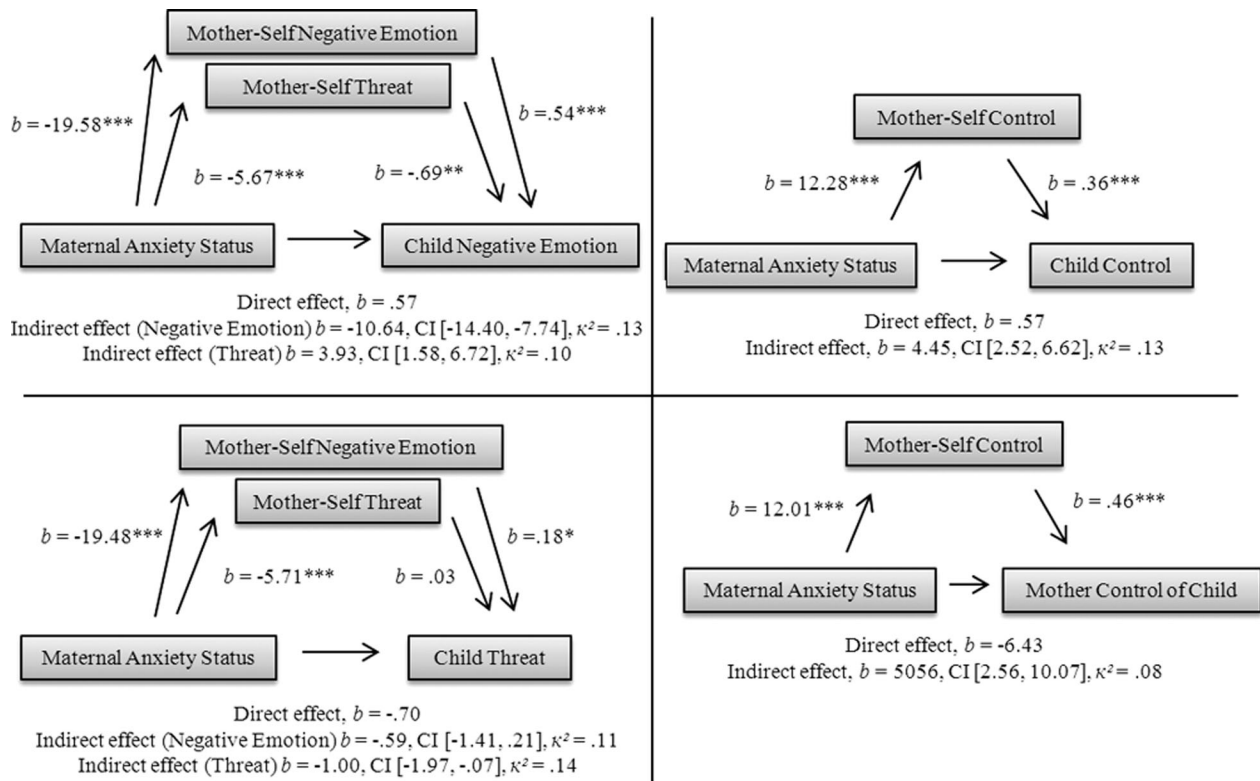 Mother-Self Negative Emotion
Mother-Self Threat
b = -19.58***
b = .54***
b = -5.67***
b = -.69**
Maternal Anxiety Status
Child Negative Emotion
Direct effect, b = .57
Indirect effect (Negative Emotion) b = -10.64, CI [-14.40, -7.74], κ² = .13
Indirect effect (Threat) b = 3.93, CI [1.58, 6.72], κ² = .10
Mother-Self Control
b = 12.28***
b = .36***
Maternal Anxiety Status
Child Control
Direct effect, b = .57
Indirect effect, b = 4.45, CI [2.52, 6.62], κ² = .13
Mother-Self Negative Emotion
Mother-Self Threat
b = -19.48***
b = .18*
b = -5.71***
b = .03
Maternal Anxiety Status
Child Threat
Direct effect, b = -.70
Indirect effect (Negative Emotion) b = -.59, CI [-1.41, .21], κ² = .11
Indirect effect (Threat) b = -1.00, CI [-1.97, -.07], κ² = .14
Mother-Self Control
b = 12.01***
b = .46***
Maternal Anxiety Status
Mother Control of Child
Direct effect, b = -6.43
Indirect effect, b = 5056, CI [2.56, 10.07], κ² = .08